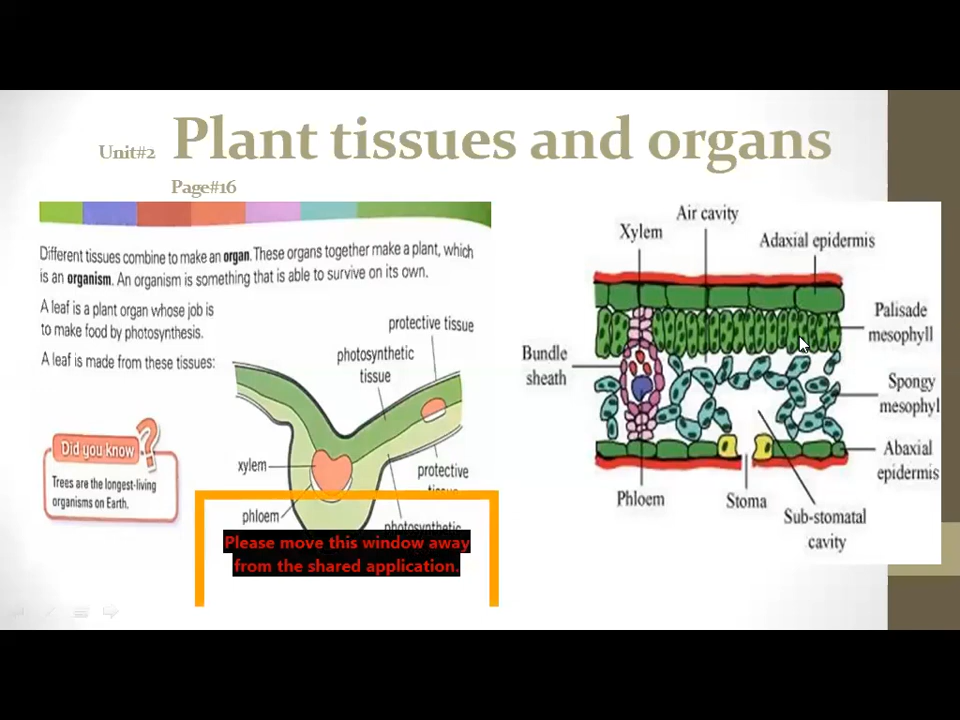 Unit#2 Plant tissues and organs
Page#16
Different tissues combine to make an organ. These organs together make a plant, which
is an organism. An organism is something that is able to survive on its own.
A leaf is a plant organ whose job is
to make food by photosynthesis.
A leaf is made from these tissues:
protective tissue
photosynthetic
tissue
xylem
phloem
protective
photosynthetic
Did you know
?
Trees are the longest-living
organisms on Earth.
Please move this window away
from the shared application.
Air cavity
Xylem
Adaxial epidermis
Palisade
mesophyll
Bundle
sheath
Spongy
mesophyl
Abaxial
epidermis
Phloem
Stoma
Sub-stomatal
cavity